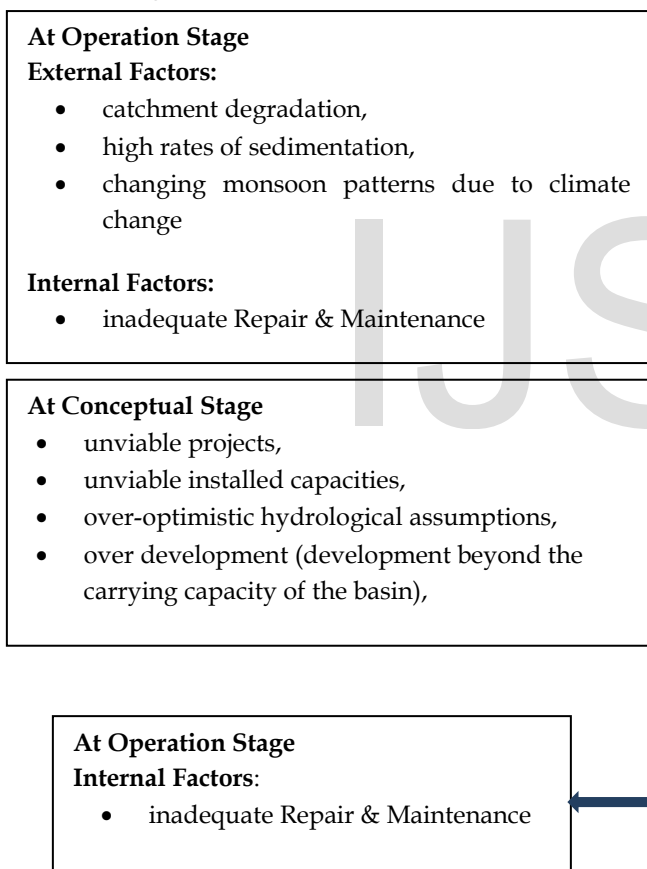 At Operation Stage
External Factors:
• catchment degradation,
• high rates of sedimentation,
• changing monsoon patterns due to climate
change
Internal Factors:
• inadequate Repair & Maintenance
IJS
At Conceptual Stage
• unviable projects,
• unviable installed capacities,
• over-optimistic hydrological assumptions,
• over development (development beyond the
carrying capacity of the basin),
At Operation Stage
Internal Factors:
• inadequate Repair & Maintenance